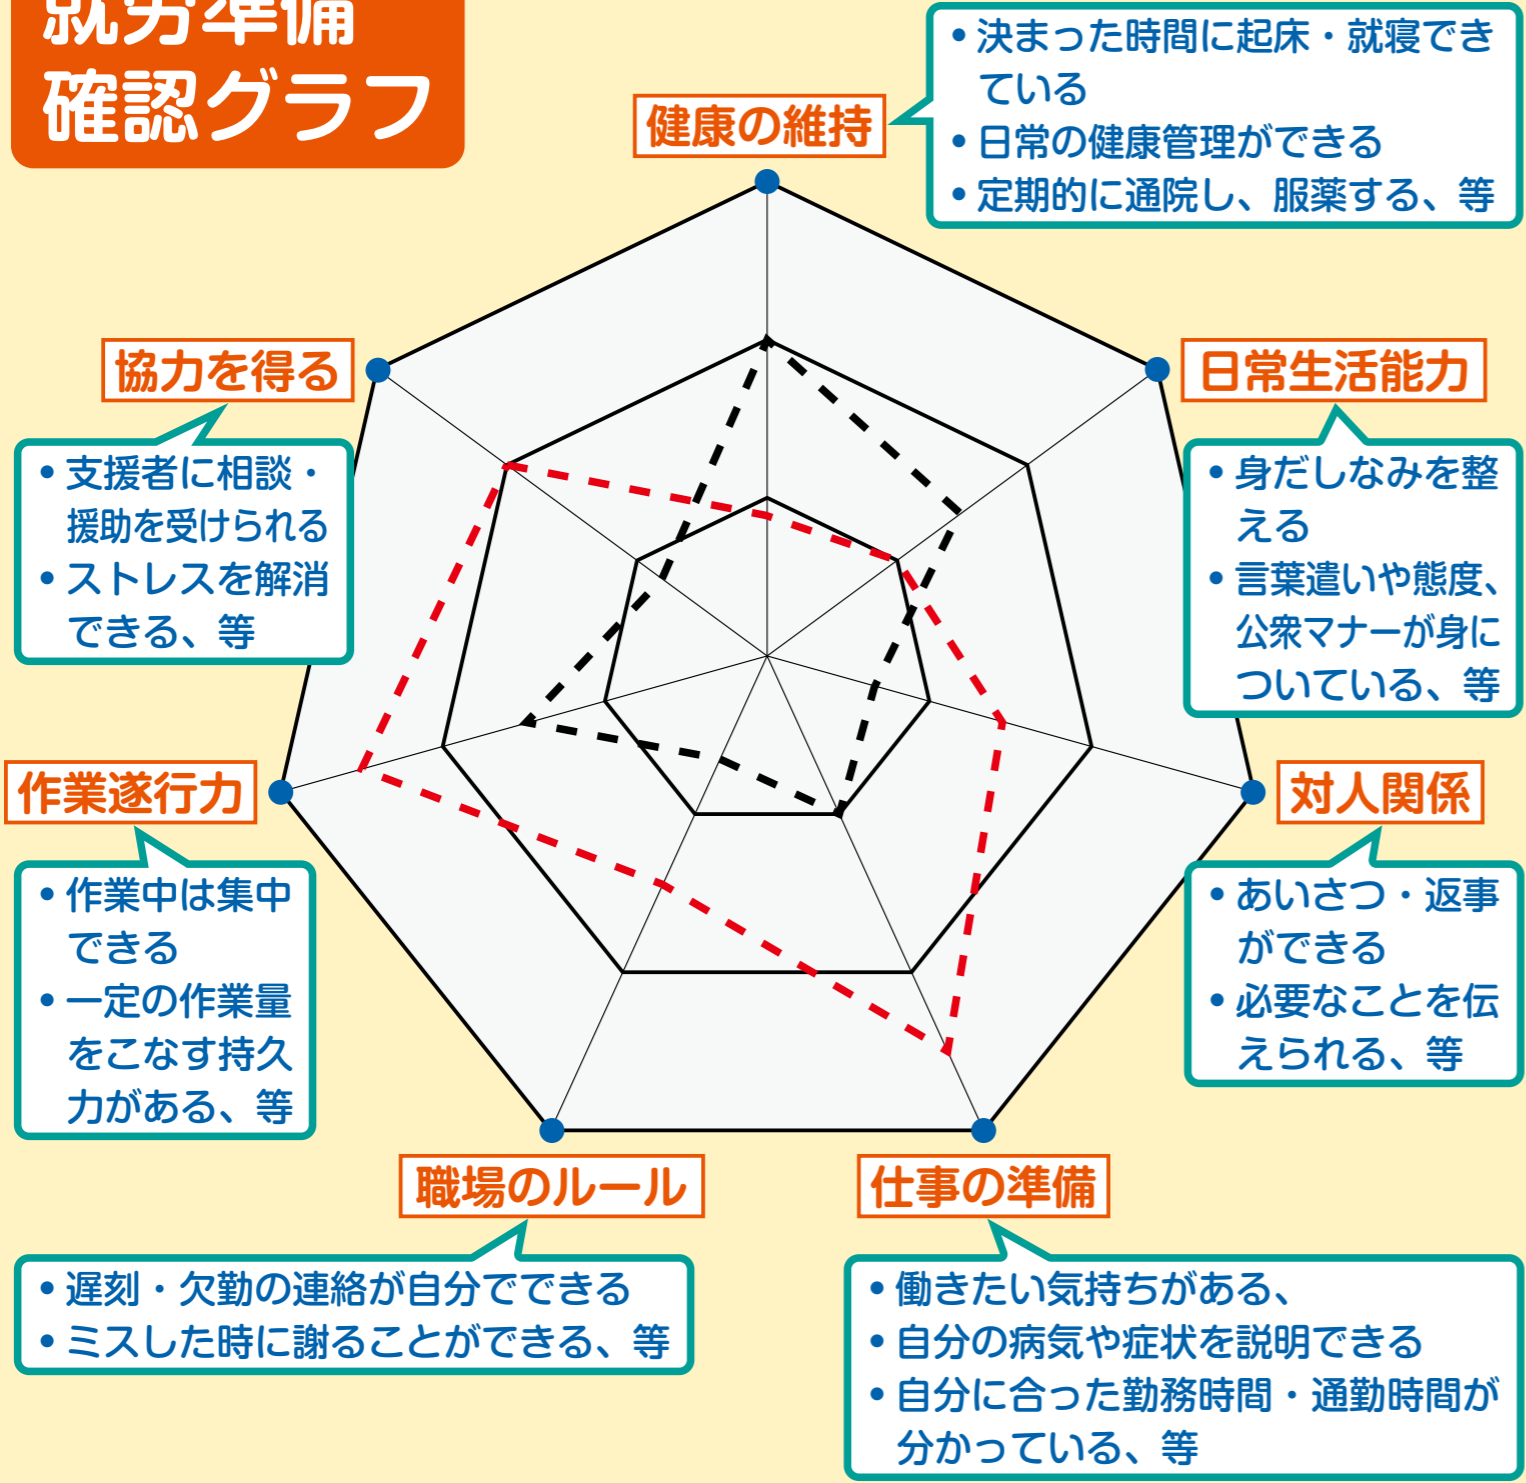 就労準備
確認グラフ
健康の維持
• 決まった時間に起床・就寝でき
ている
• 日常の健康管理ができる
• 定期的に通院し、服薬する、等
協力を得る
• 支援者に相談・
援助を受けられる
• ストレスを解消
できる、等
日常生活能力
• 身だしなみを整
える
• 言葉遣いや態度、
公衆マナーが身に
ついている、等
作業遂行力
• 作業中は集中
できる
• 一定の作業量
をこなす持久
力がある、等
対人関係
• あいさつ・返事
ができる
• 必要なことを伝
えられる、等
職場のルール
• 遅刻・欠勤の連絡が自分でできる
• ミスした時に謝ることができる、等
仕事の準備
• 働きたい気持ちがある、
• 自分の病気や症状を説明できる
• 自分に合った勤務時間・通勤時間が
分かっている、等